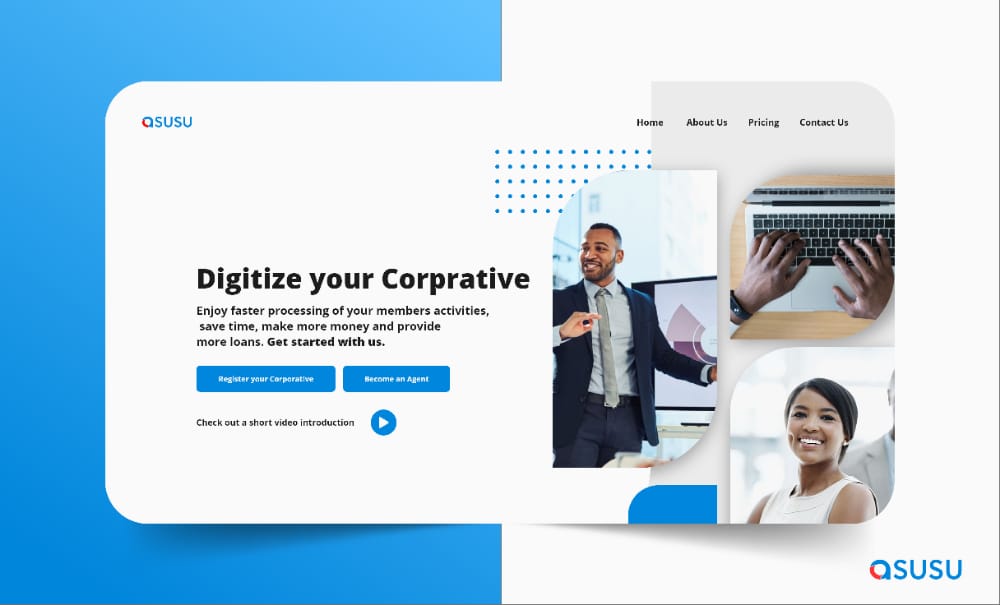 asusu
Home About Us Pricing Contact Us
Digitize your Corprative
Enjoy faster processing of your members activities,
save time, make more money and provide
more loans. Get started with us.
Register your Corporative Become an Agent
Check out a short video introduction
asusu